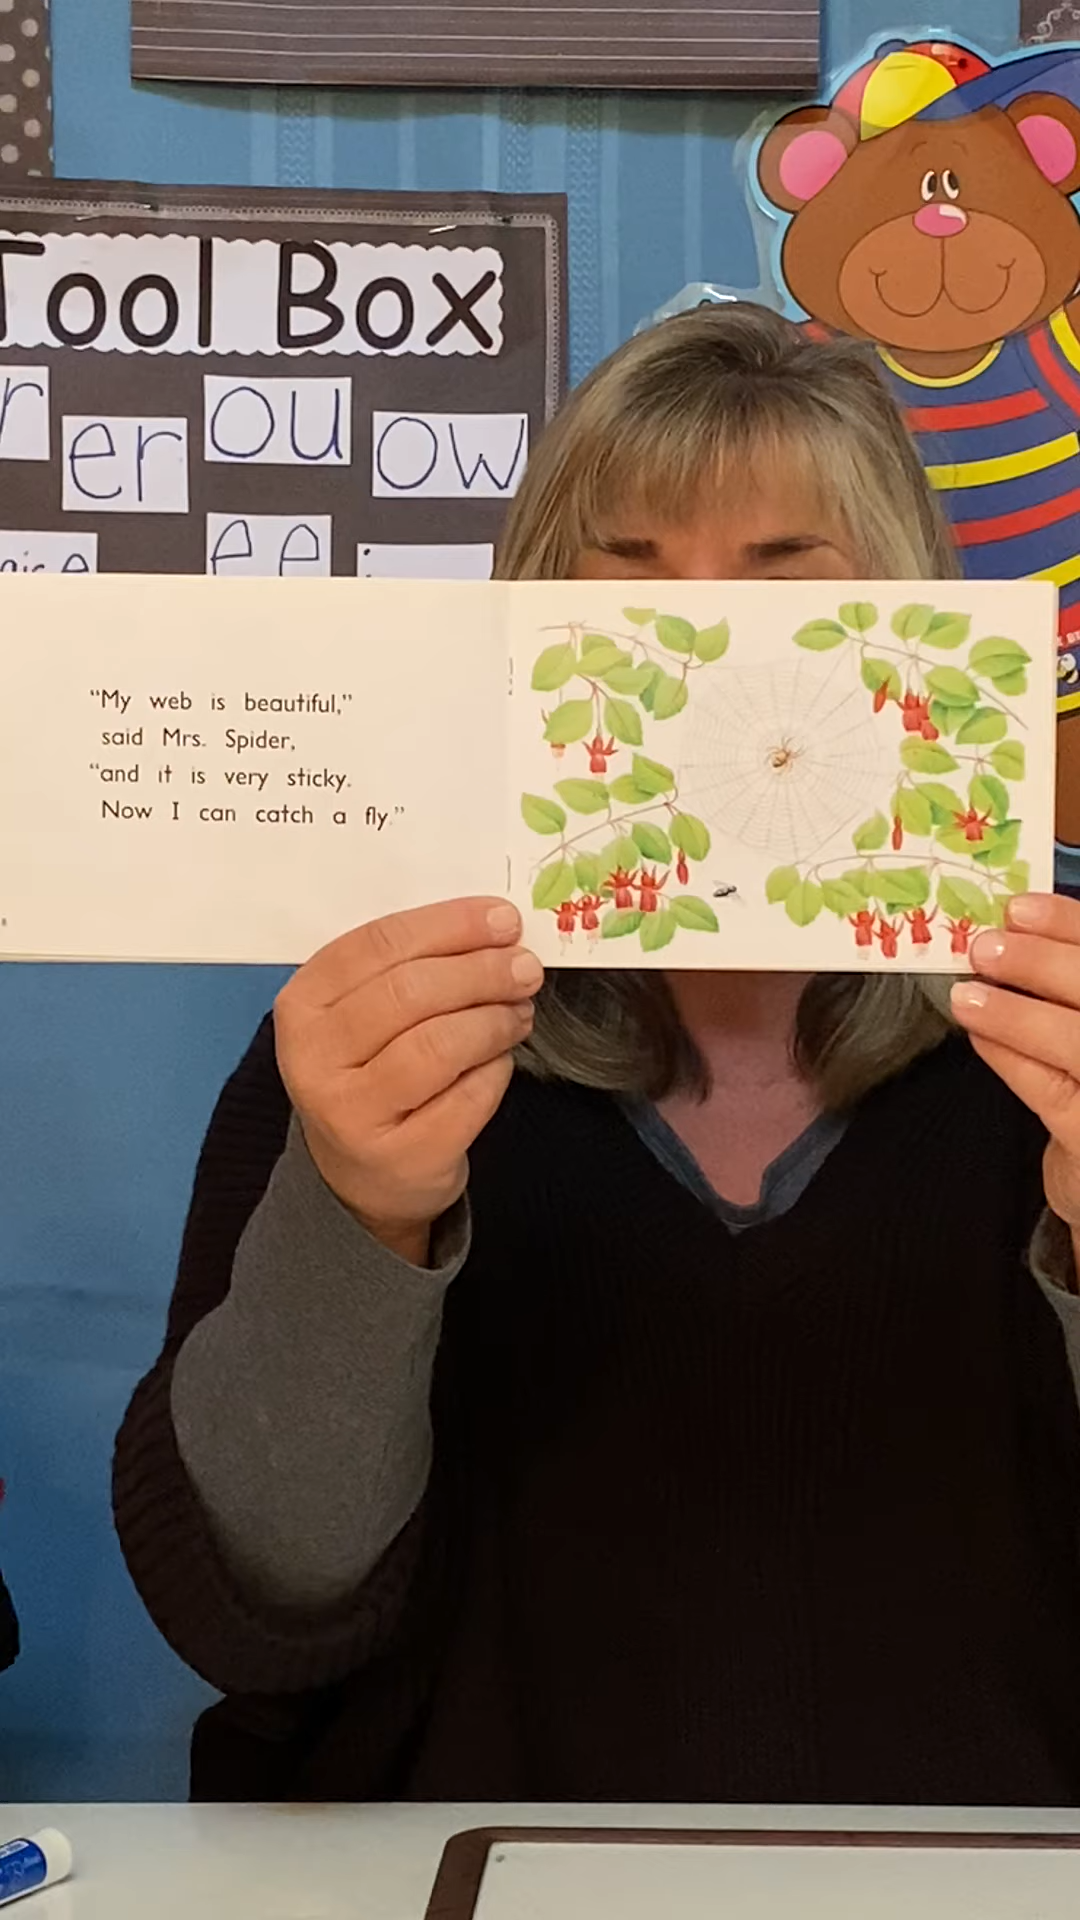 Tool Box
r
er
ou
ow
ee
"My web is beautiful,"
said Mrs. Spider,
"and it is very sticky.
Now I can catch a fly."
8